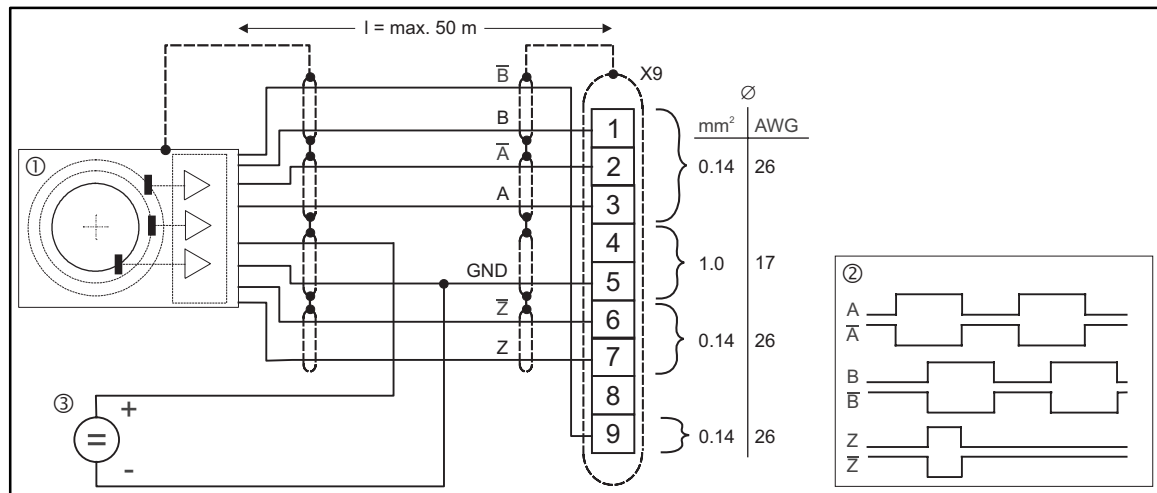 l = max. 50 m
X9
B̅
B
A̅
A
GND
Z̅
Z
①
1
2
3
4
5
6
7
8
9
∅
mm² AWG
0.14 26
1.0 17
0.14 26
0.14 26
③
+
=
-
②
A
A̅
B
B̅
Z
Z̅